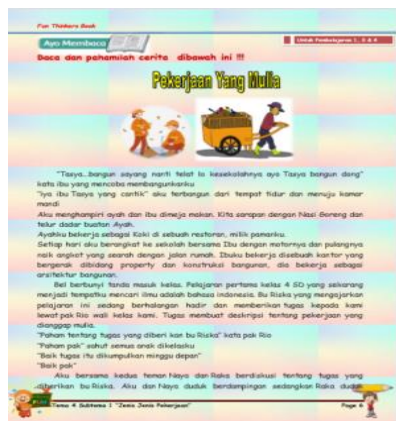 Fun Thinkers Book
Ayo Membaca
Untuk Pembelajaran 1, 3 & 4
Baca dan pahamilah cerita dibawah ini !!!
Pekerjaan Yang Mulia
"Tasya...bangun sayang nanti telat lo kesekolahnya ayo Tasya bangun dong"
kata ibu yang mencoba membangunkanku
"Iya ibu Tasya yang cantik" aku terbangun dari tempat tidur dan menuju kamar
mandi
Aku menghampiri ayah dan ibu dimeja makan. Kita sarapan dengan Nasi Goreng dan
telur dadar buatan Ayah.
Ayahku bekerja sebagai Koki di sebuah restoran, milik pamanku.
Setiap hari aku berangkat ke sekolah bersama Ibu dengan motornya dan pulangnya
naik angkot yang searah dengan jalan rumah. Ibuku bekerja disebuah kantor yang
bergerak dibidang property dan konstruksi bangunan, dia bekerja sebagai
arsitektur bangunan.
Bel berbunyi tanda masuk kelas. Pelajaran pertama kelas 4 SD yang sekarang
menjadi tempatku mencari ilmu adalah bahasa indonesia. Bu Riska yang mengajarkan
pelajaran ini sedang berhalangan hadir dan memberikan tugas kepada kami
lewat pak Rio wali kelas kami. Tugas membuat deskripsi tentang pekerjaan yang
dianggap mulia.
"Paham tentang tugas yang diberi kan bu Riska" kata pak Rio
"Paham pak" sahut semua anak dikelasku
"Baik tugas itu dikumpulkan minggu depan"
"Baik pak"
Aku bersama kedua teman Naya dan Raka berdiskusi tentang tugas yang
diberikan bu Riska. Aku dan Naya duduk berdampingan sedangkan Raka duduk
Tema 4 Subtema 1 "Jenis Jenis Pekerjaan"
Page 6